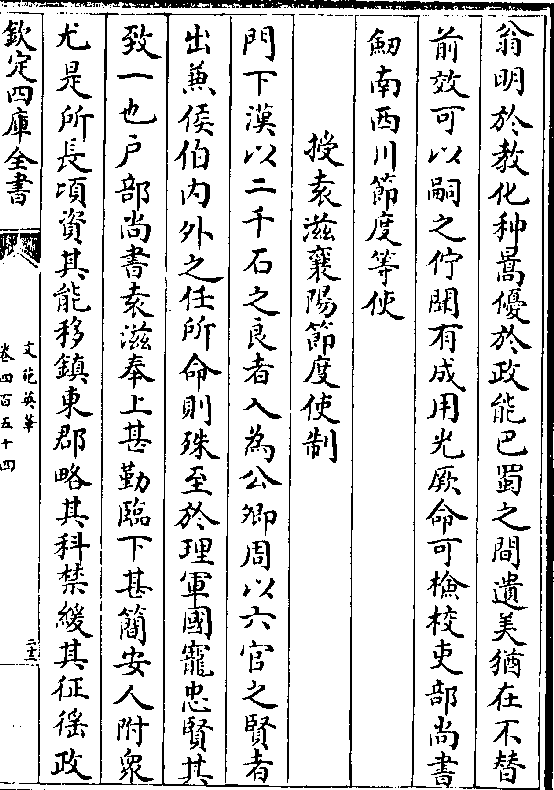 翁明於教化种暠優於政能巴蜀之間遺美猶在不替
前效可以嗣之佇聞有成用光厥命可檢校吏部尚書
劒南西川節度等使
授袁滋襄陽節度使制
門下漢以二千石之良者入為公卿周以六官之賢者
出兼侯伯内外之任所命則殊至於理軍國寵忠賢其
致一也户部尚書袁滋奉上甚勤臨下甚簡安人附衆
尤是所長項資其能移鎮東郡略其科禁緩其征徭政
欽定四庫全書
文苑英華
卷四百五十四
二十三